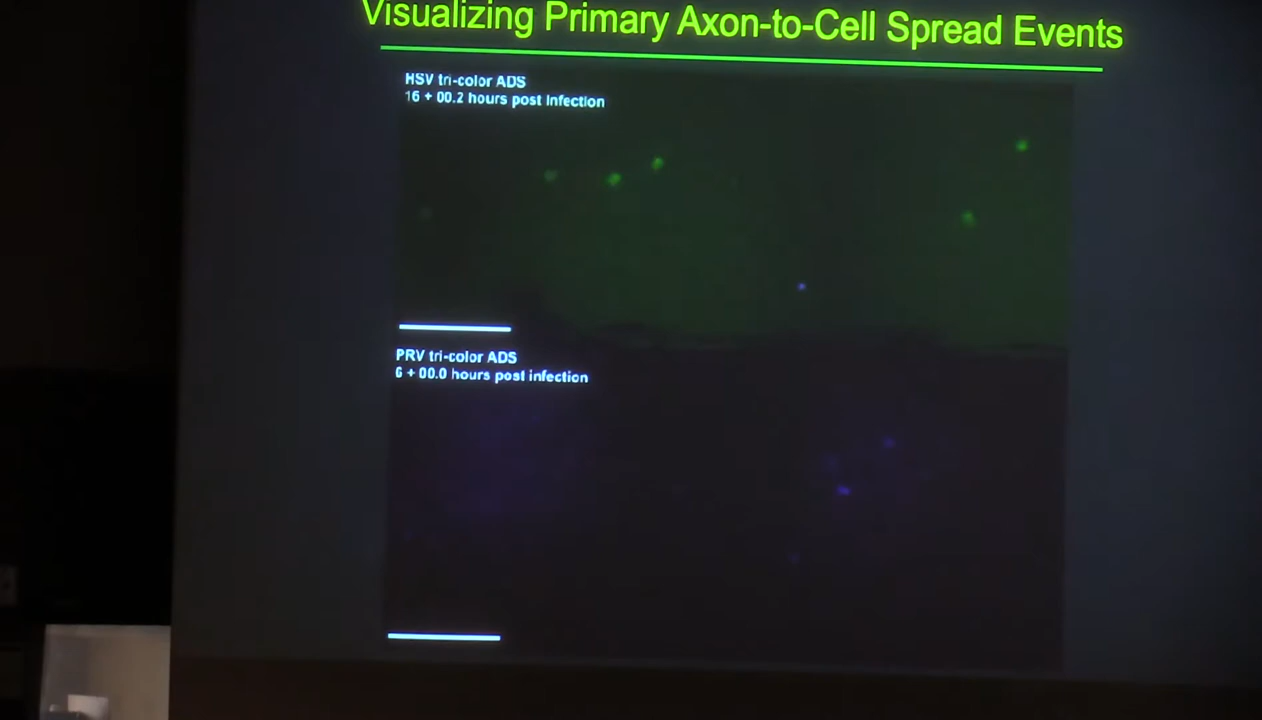 Visualizing Primary Axon-to-Cell Spread Events
HSV tri-color ADS
16 + 00.2 hours post Infection
PRV tri-color ADS
6 + 00.0 hours post infection